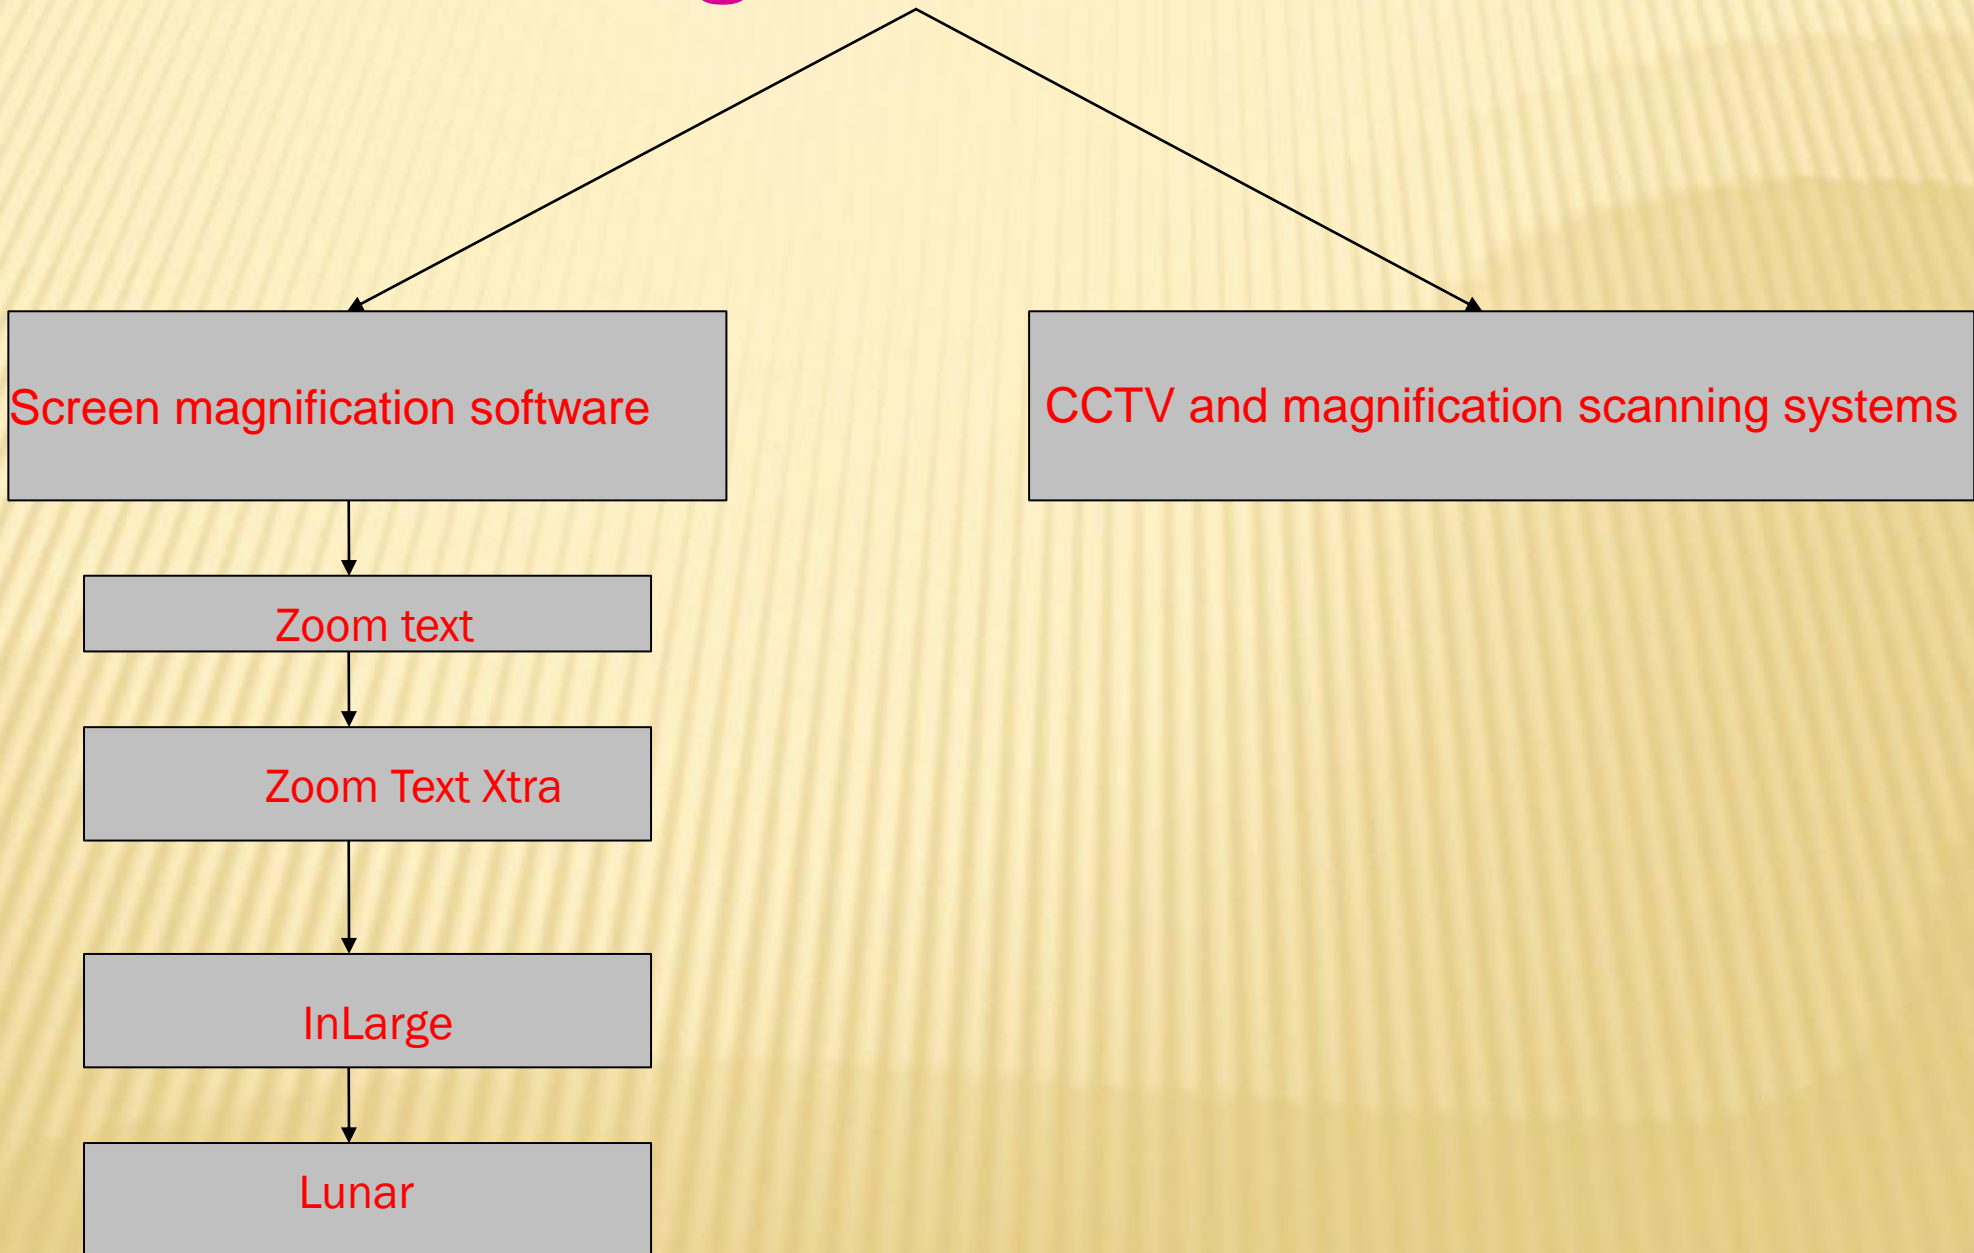 Screen magnification software
CCTV and magnification scanning systems
Zoom text
Zoom Text Xtra
InLarge
Lunar